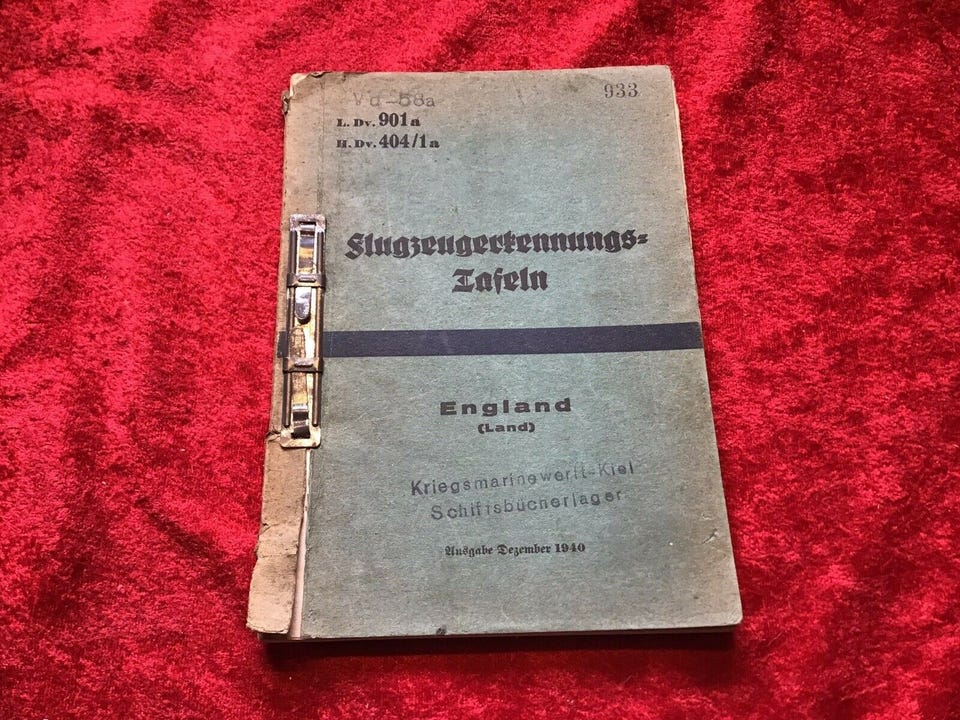 Vd-58a
933
L. Dv. 901a
H. Dv. 404/1a
Flugzeugerkennungs-
Tafeln
England
(Land)
Kriegsmarinewerft-Kiel
Schiffsbücherlager
Ausgabe Dezember 1940